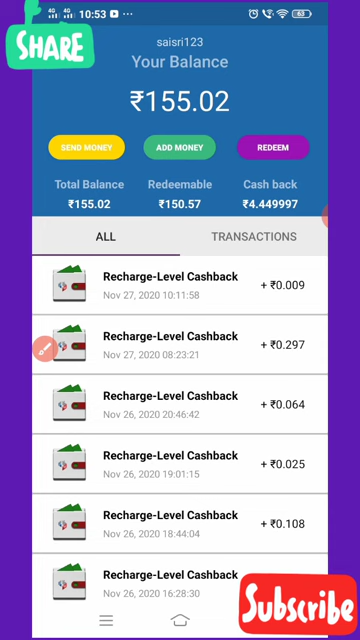 4G 4G 10:53 63
SHARE
saisri123
Your Balance
₹155.02
SEND MONEY ADD MONEY REDEEM
Total Balance Redeemable Cash back
₹155.02 ₹150.57 ₹4.449997
ALL TRANSACTIONS
Recharge-Level Cashback
Nov 27, 2020 10:11:58
+ ₹0.009
Recharge-Level Cashback
Nov 27, 2020 08:23:21
+ ₹0.297
Recharge-Level Cashback
Nov 26, 2020 20:46:42
+ ₹0.064
Recharge-Level Cashback
Nov 26, 2020 19:01:15
+ ₹0.025
Recharge-Level Cashback
Nov 26, 2020 18:44:04
+ ₹0.108
Recharge-Level Cashback
Nov 26, 2020 16:28:30
Subscribe